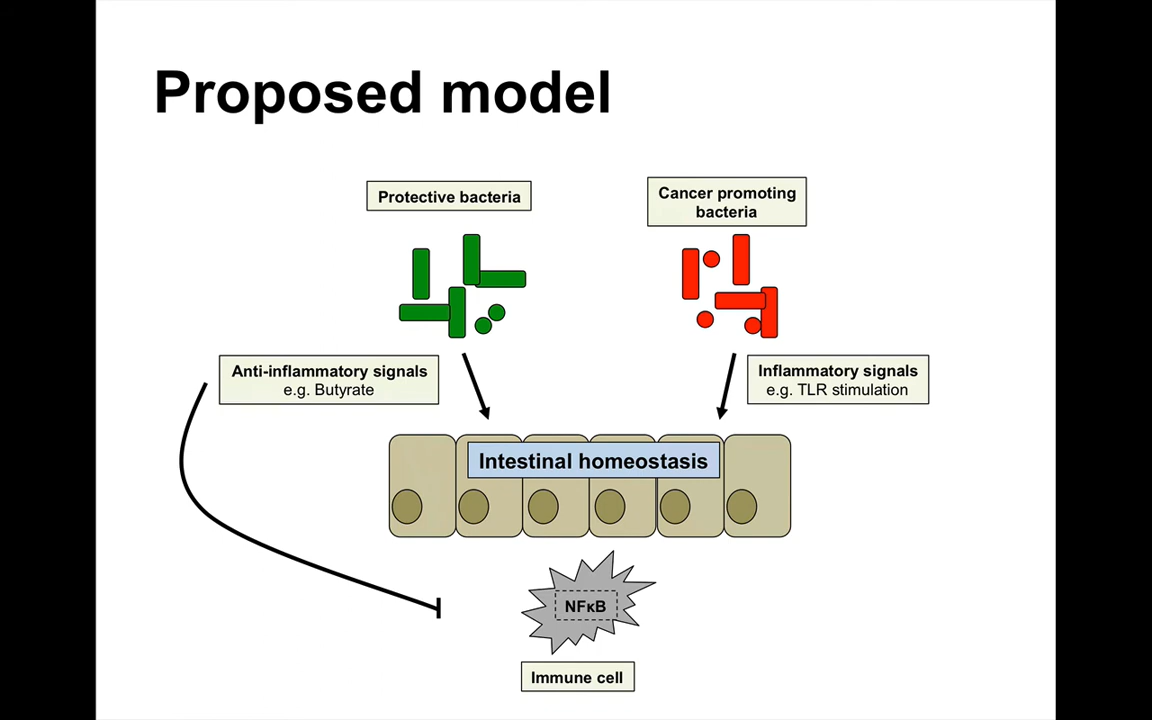 Proposed model
Protective bacteria
Cancer promoting
bacteria
Anti-inflammatory signals
e.g. Butyrate
Inflammatory signals
e.g. TLR stimulation
Intestinal homeostasis
NFκB
Immune cell